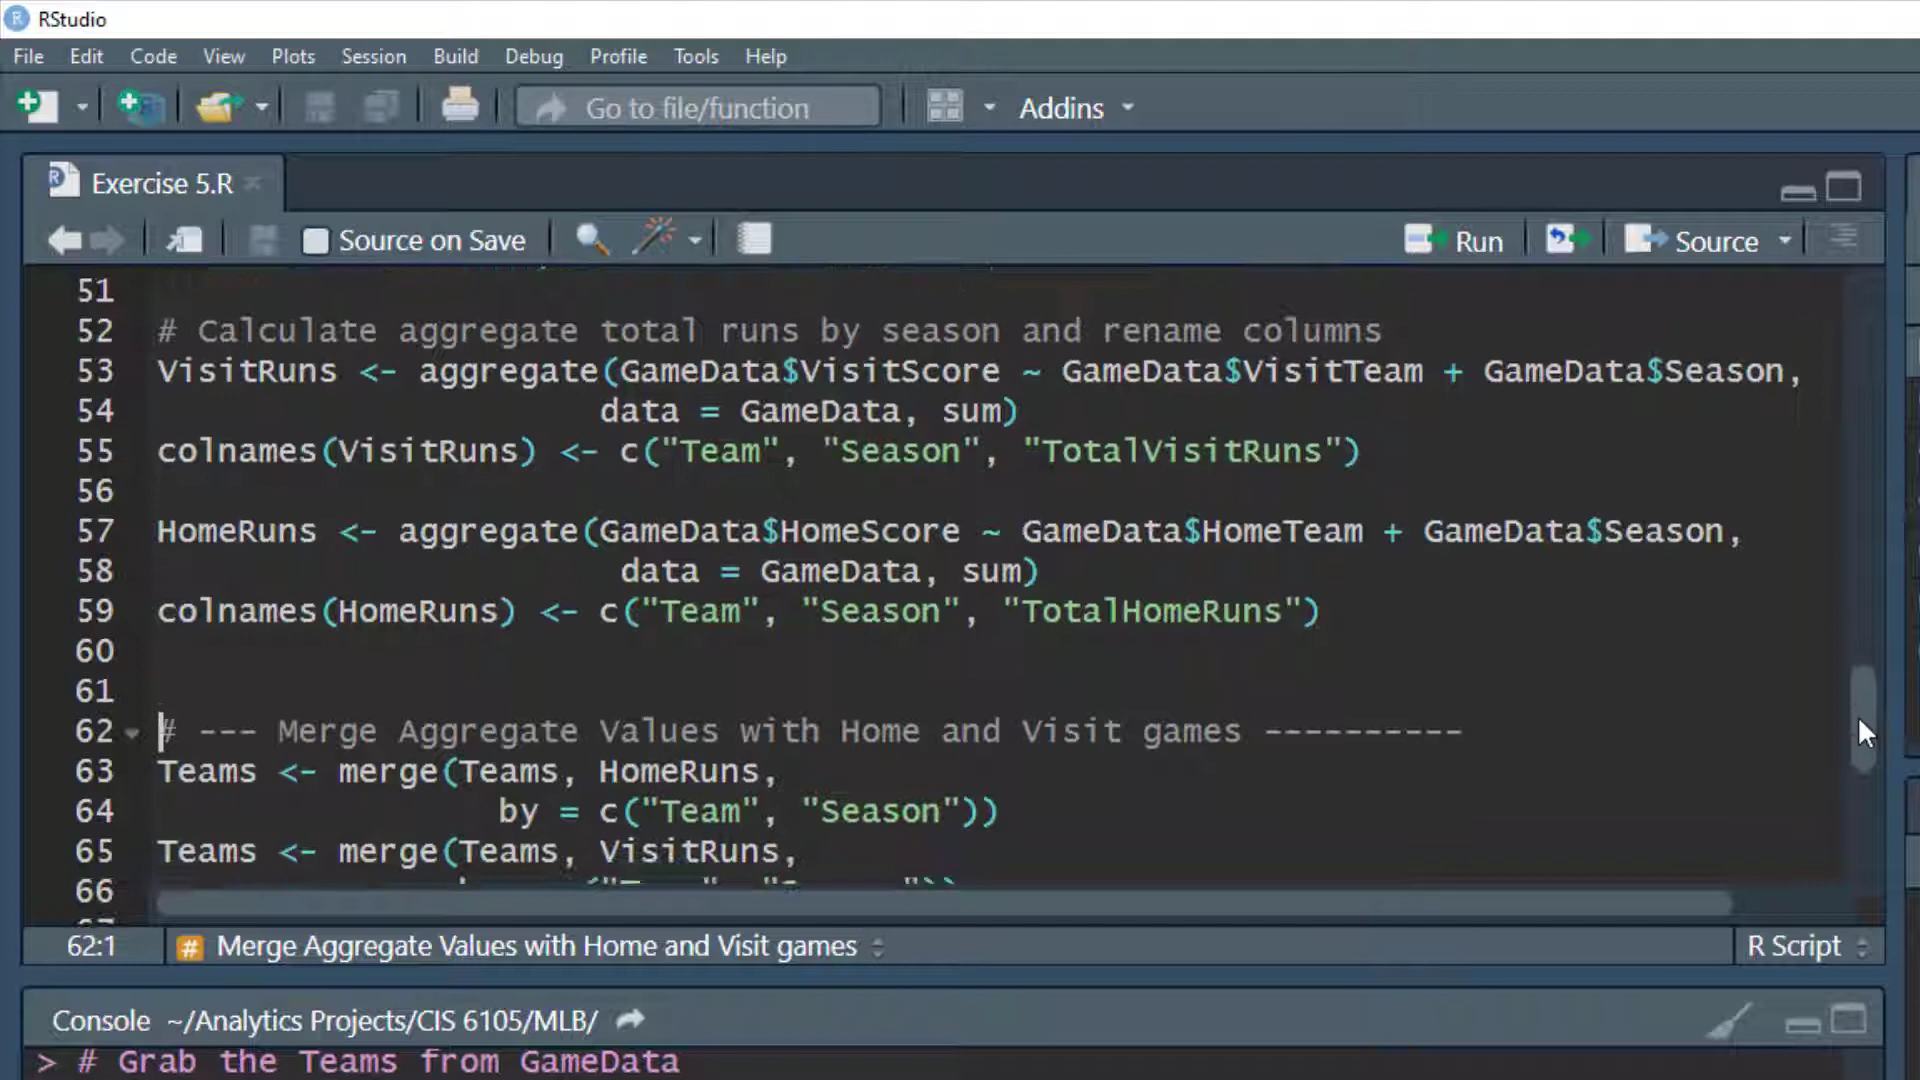 RStudio
File Edit Code View Plots Session Build Debug Profile Tools Help
Go to file/function Addins
Exercise 5.R
Source on Save Run Source
51
52 # Calculate aggregate total runs by season and rename columns
53 VisitRuns <- aggregate(GameData$VisitScore ~ GameData$VisitTeam + GameData$Season,
54 data = GameData, sum)
55 colnames(VisitRuns) <- c("Team", "Season", "TotalVisitRuns")
56
57 HomeRuns <- aggregate(GameData$HomeScore ~ GameData$HomeTeam + GameData$Season,
58 data = GameData, sum)
59 colnames(HomeRuns) <- c("Team", "Season", "TotalHomeRuns")
60
61
62 # --- Merge Aggregate Values with Home and Visit games ----------
63 Teams <- merge(Teams, HomeRuns,
64 by = c("Team", "Season"))
65 Teams <- merge(Teams, VisitRuns,
66
62:1 # Merge Aggregate Values with Home and Visit games R Script
Console ~/Analytics Projects/CIS 6105/MLB/
> # Grab the Teams from GameData